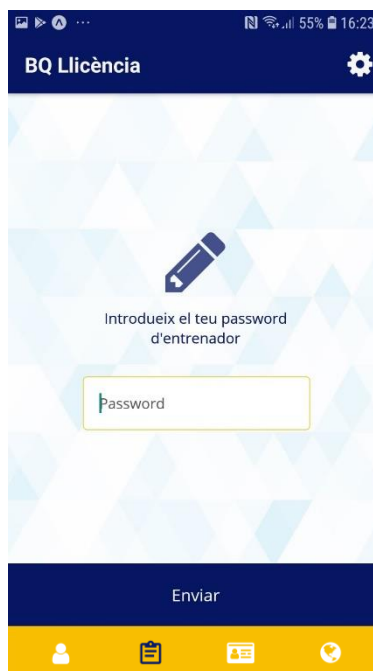 55% 16:23
BQ Llicència
Introdueix el teu password
d'entrenador
Password
Enviar